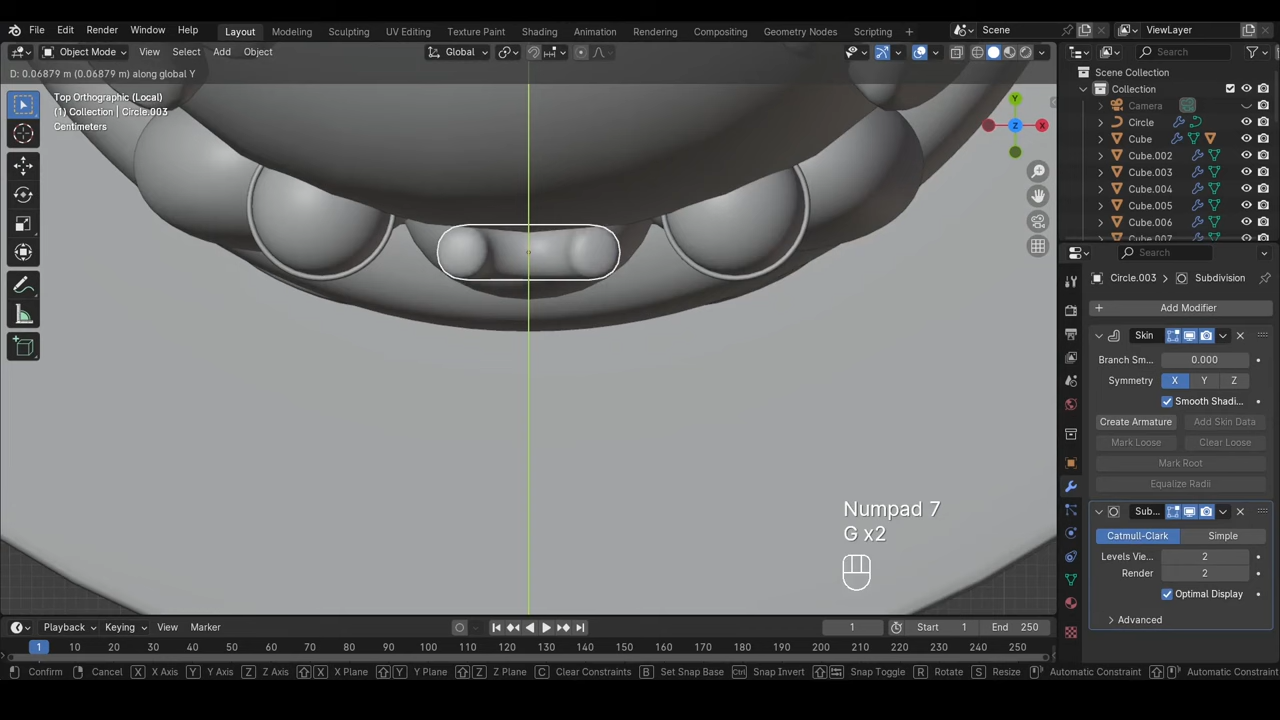 File Edit Render Window Help Layout Modeling Sculpting UV Editing Texture Paint Shading Animation Rendering Compositing Geometry Nodes Scripting Scene ViewLayer
Object Mode View Select Add Object Global Search
D: 0.06879 m (0.06879 m) along global Y
Top Orthographic (Local)
(1) Collection | Circle.003
Centimeters
Y
Z
X
Scene Collection
Collection
Camera
Circle
Cube
Cube.002
Cube.003
Cube.004
Cube.005
Cube.006
Cube.007
Search
Circle.003 Subdivision
Add Modifier
Skin
Branch Sm... 0.000
Symmetry X Y Z
Smooth Shadi...
Create Armature Add Skin Data
Mark Loose Clear Loose
Mark Root
Equalize Radii
Sub...
Catmull-Clark Simple
Levels Vie... 2
Render 2
Optimal Display
Advanced
Numpad 7
G x2
Playback Keying View Marker 1 Start 1 End 250
1 10 20 30 40 50 60 70 80 90 100 110 120 130 140 150 160 170 180 190 200 210 220 230 240 250
Confirm Cancel X X Axis Y Y Axis Z Z Axis X X Plane Y Y Plane Z Z Plane C Clear Constraints B Set Snap Base Ctrl Snap Invert Snap Toggle R Rotate S Resize Automatic Constraint Automatic Constraint